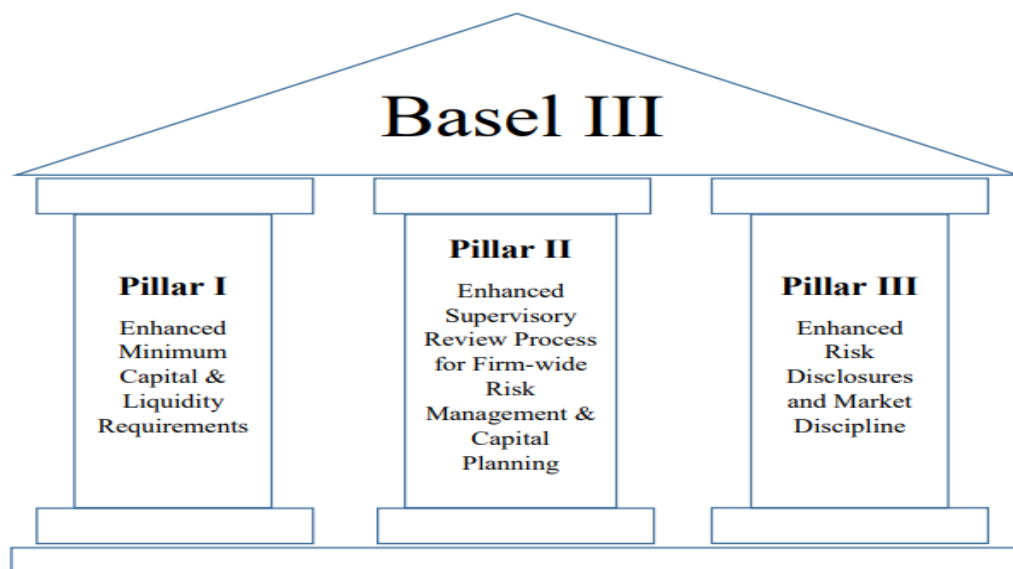 Basel III
Pillar I
Enhanced
Minimum
Capital &
Liquidity
Requirements
Pillar II
Enhanced
Supervisory
Review Process
for Firm-wide
Risk
Management &
Capital
Planning
Pillar III
Enhanced
Risk
Disclosures
and Market
Discipline